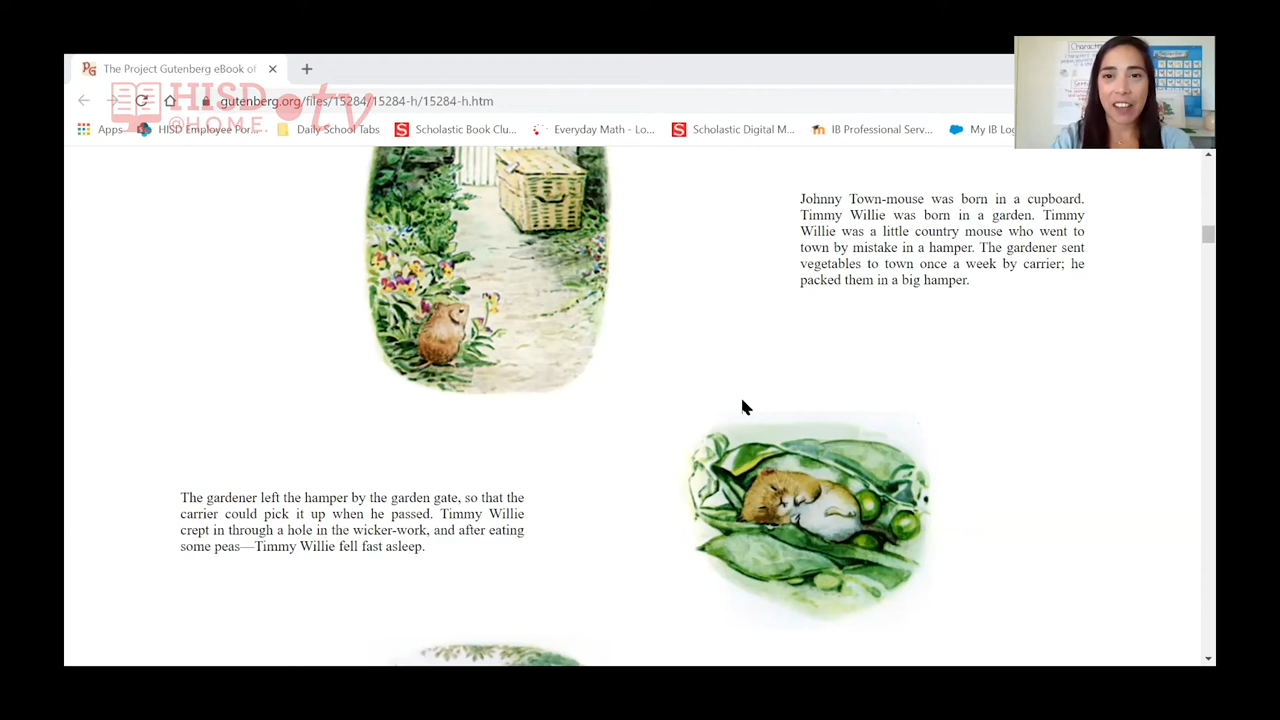 The Project Gutenberg eBook of
HISD
@HOME
tv
gutenberg.org/files/15284/15284-h/15284-h.htm
Apps
HISD Employee Por...
Daily School Tabs
Scholastic Book Clu...
Everyday Math - Lo...
Scholastic Digital M...
IB Professional Serv...
My IB Log
Johnny Town-mouse was born in a cupboard.
Timmy Willie was born in a garden. Timmy
Willie was a little country mouse who went to
town by mistake in a hamper. The gardener sent
vegetables to town once a week by carrier; he
packed them in a big hamper.
The gardener left the hamper by the garden gate, so that the
carrier could pick it up when he passed. Timmy Willie
crept in through a hole in the wicker-work, and after eating
some peas—Timmy Willie fell fast asleep.